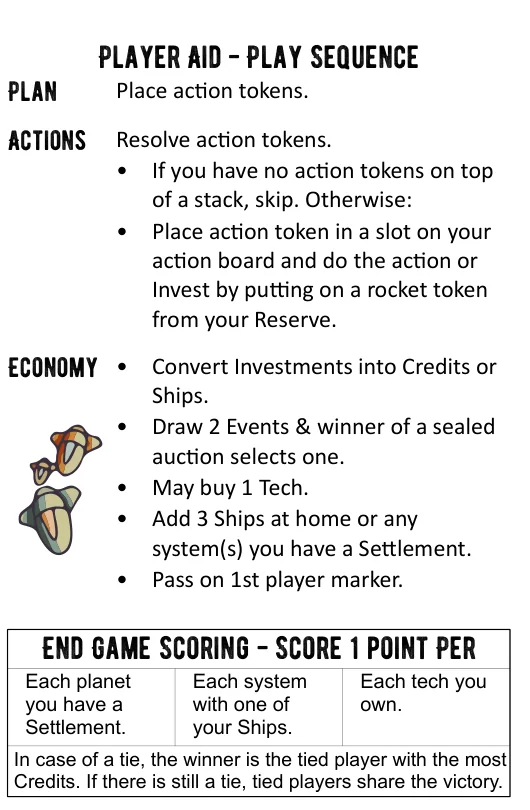 Player Aid – Play Sequence
Plan Place action tokens.
Actions Resolve action tokens.
• If you have no action tokens on top
of a stack, skip. Otherwise:
• Place action token in a slot on your
action board and do the action or
Invest by putting on a rocket token
from your Reserve.
Economy • Convert Investments into Credits or
Ships.
• Draw 2 Events & winner of a sealed
auction selects one.
• May buy 1 Tech.
• Add 3 Ships at home or any
system(s) you have a Settlement.
• Pass on 1st player marker.
End Game Scoring – Score 1 Point Per
Each planet
you have a
Settlement.
Each system
with one of
your Ships.
Each tech you
own.
In case of a tie, the winner is the tied player with the most
Credits. If there is still a tie, tied players share the victory.